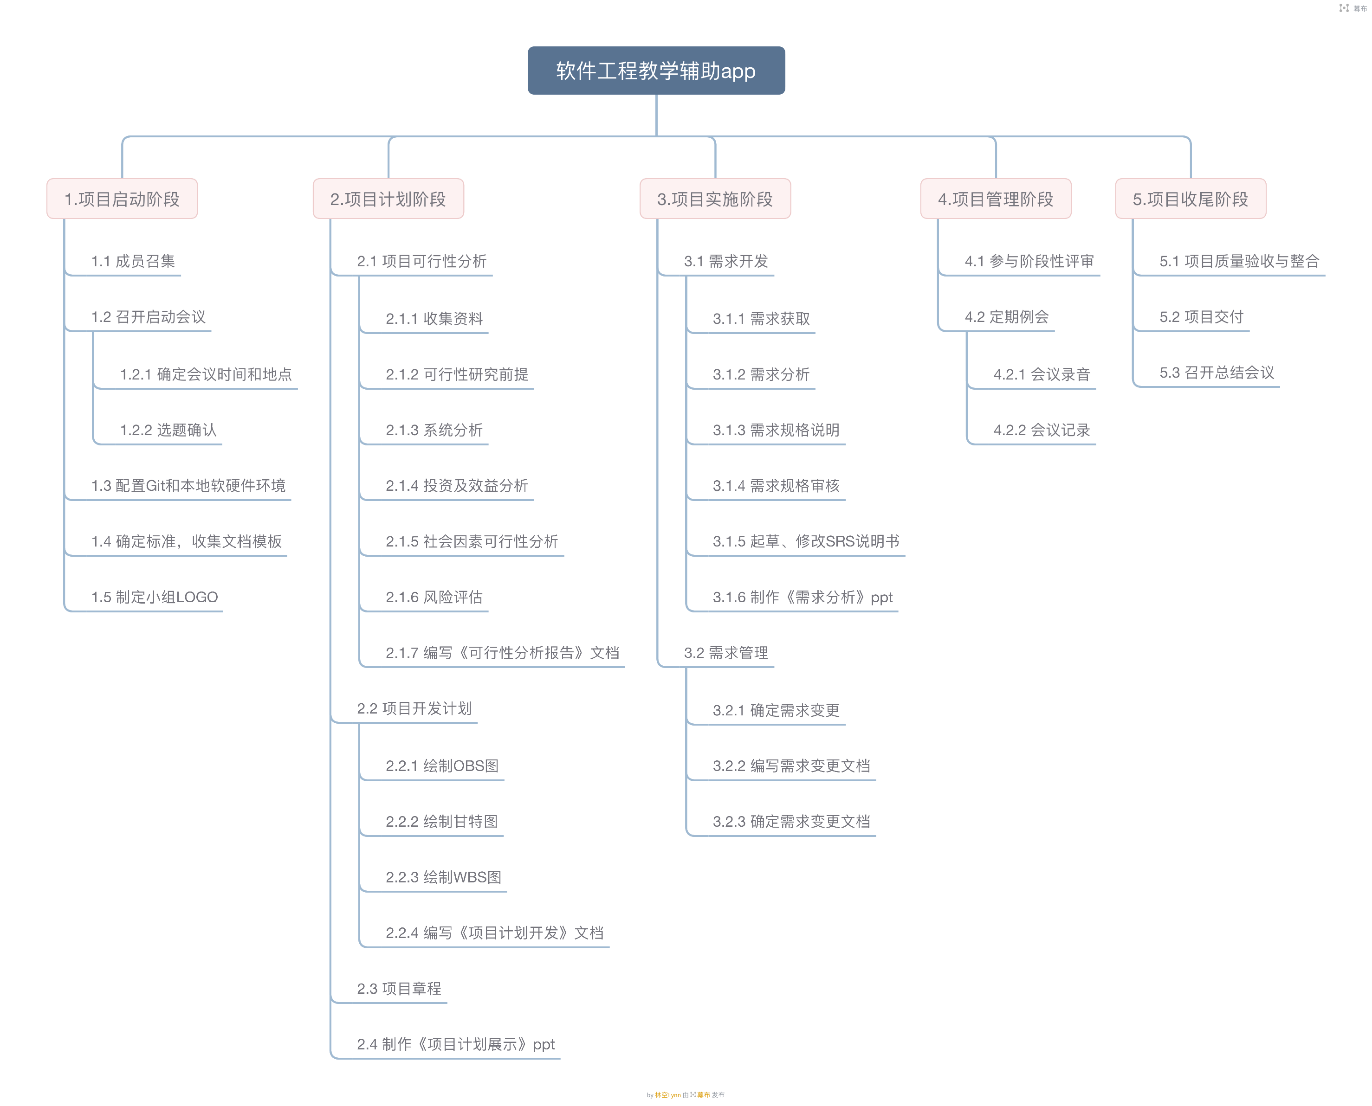 幕布
软件工程教学辅助app
1.项目启动阶段
1.1 成员召集
1.2 召开启动会议
1.2.1 确定会议时间和地点
1.2.2 选题确认
1.3 配置Git和本地软硬件环境
1.4 确定标准，收集文档模板
1.5 制定小组LOGO
2.项目计划阶段
2.1 项目可行性分析
2.1.1 收集资料
2.1.2 可行性研究前提
2.1.3 系统分析
2.1.4 投资及效益分析
2.1.5 社会因素可行性分析
2.1.6 风险评估
2.1.7 编写《可行性分析报告》文档
2.2 项目开发计划
2.2.1 绘制OBS图
2.2.2 绘制甘特图
2.2.3 绘制WBS图
2.2.4 编写《项目计划开发》文档
2.3 项目章程
2.4 制作《项目计划展示》ppt
3.项目实施阶段
3.1 需求开发
3.1.1 需求获取
3.1.2 需求分析
3.1.3 需求规格说明
3.1.4 需求规格审核
3.1.5 起草、修改SRS说明书
3.1.6 制作《需求分析》ppt
3.2 需求管理
3.2.1 确定需求变更
3.2.2 编写需求变更文档
3.2.3 确定需求变更文档
4.项目管理阶段
4.1 参与阶段性评审
4.2 定期例会
4.2.1 会议录音
4.2.2 会议记录
5.项目收尾阶段
5.1 项目质量验收与整合
5.2 项目交付
5.3 召开总结会议
by 幕布 发布